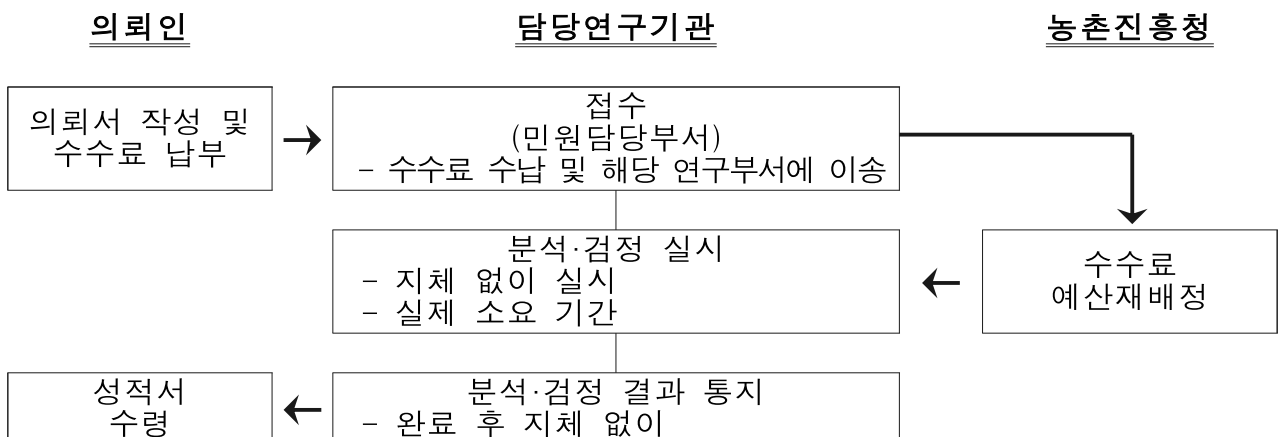 의뢰인
담당연구기관
농촌진흥청
의뢰서 작성 및
수수료 납부
접수
(민원담당부서)
- 수수료 수납 및 해당 연구부서에 이송
분석·검정 실시
- 지체 없이 실시
- 실제 소요 기간
수수료
예산재배정
성적서
수령
분석·검정 결과 통지
- 완료 후 지체 없이